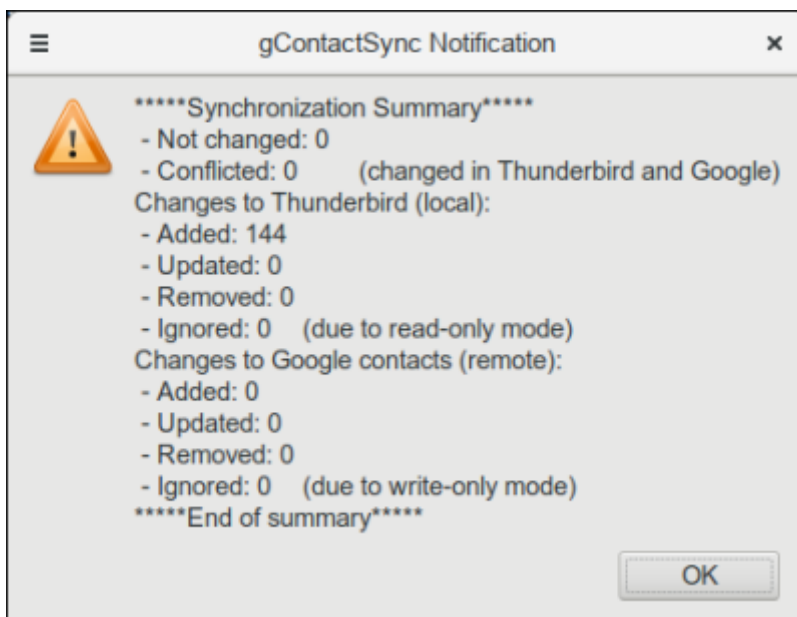 gContactSync Notification
*****Synchronization Summary*****
- Not changed: 0
- Conflicted: 0 (changed in Thunderbird and Google)
Changes to Thunderbird (local):
- Added: 144
- Updated: 0
- Removed: 0
- Ignored: 0 (due to read-only mode)
Changes to Google contacts (remote):
- Added: 0
- Updated: 0
- Removed: 0
- Ignored: 0 (due to write-only mode)
*****End of summary*****
OK